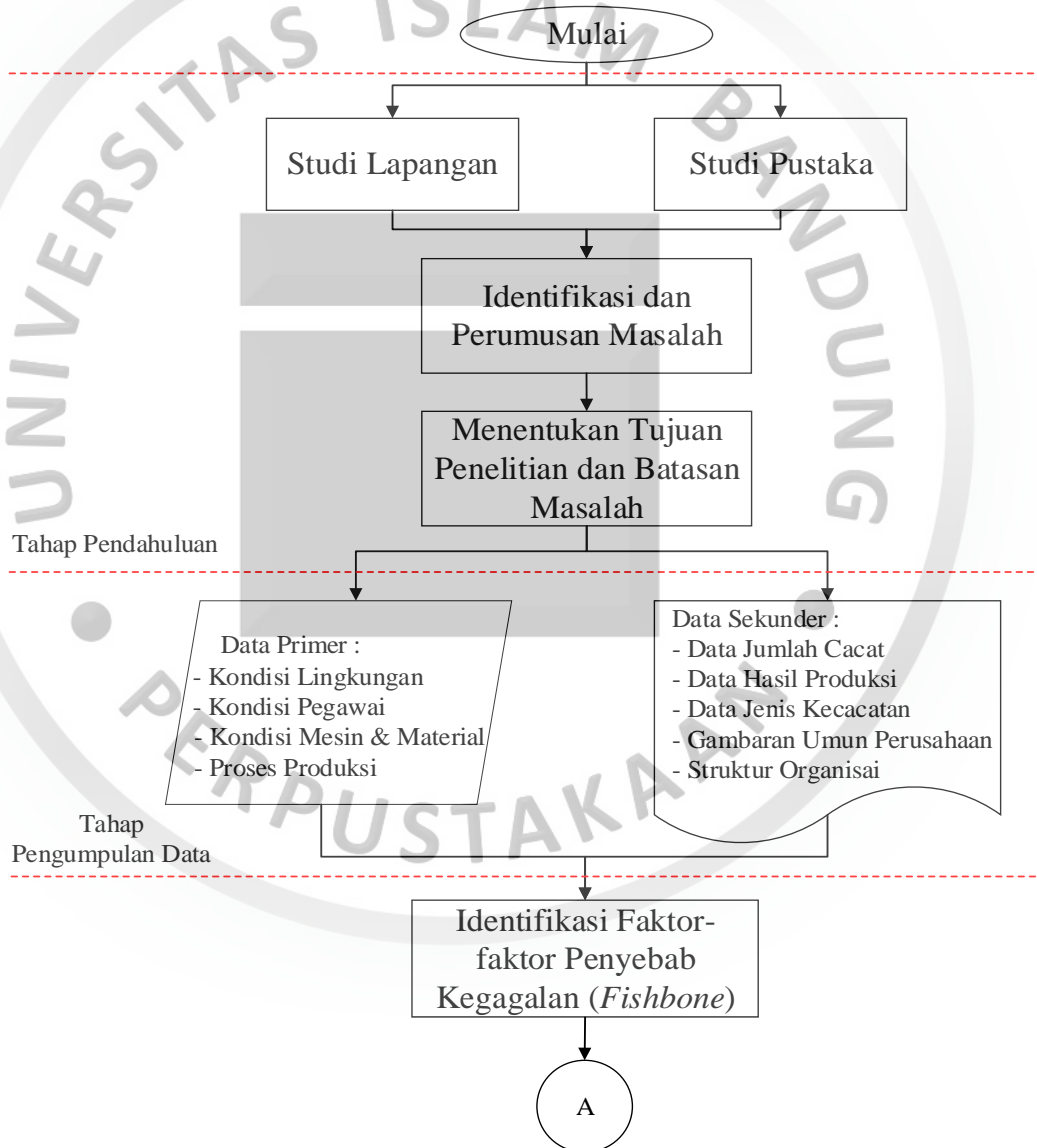 UNIVERSITAS ISLAM BANDUNG
Mulai
Studi Lapangan
Studi Pustaka
Identifikasi dan
Perumusan Masalah
Menentukan Tujuan
Penelitian dan Batasan
Masalah
Tahap Pendahuluan
Data Primer :
- Kondisi Lingkungan
- Kondisi Pegawai
- Kondisi Mesin & Material
- Proses Produksi
Data Sekunder :
- Data Jumlah Cacat
- Data Hasil Produksi
- Data Jenis Kecacatan
- Gambaran Umun Perusahaan
- Struktur Organisai
PERPUSTAKAAN
Tahap
Pengumpulan Data
Identifikasi Faktor-
faktor Penyebab
Kegagalan (Fishbone)
A